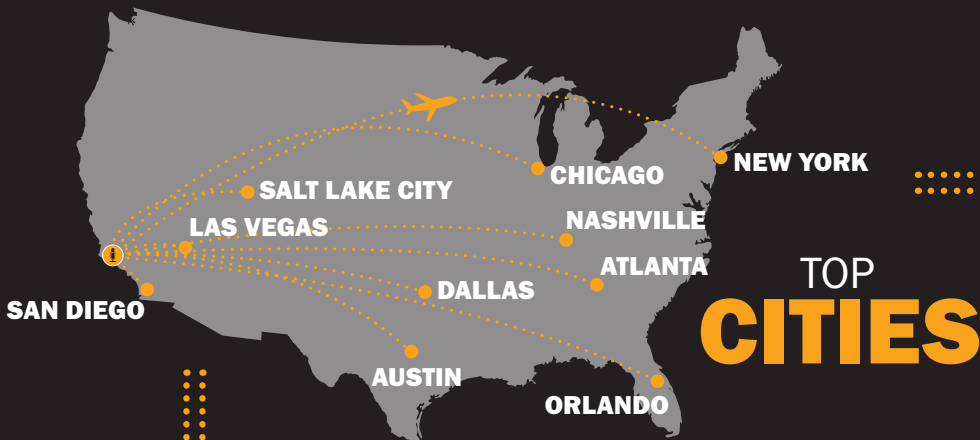 NEW YORK
CHICAGO
SALT LAKE CITY
NASHVILLE
LAS VEGAS
ATLANTA
TOP
CITIES
DALLAS
SAN DIEGO
AUSTIN
ORLANDO